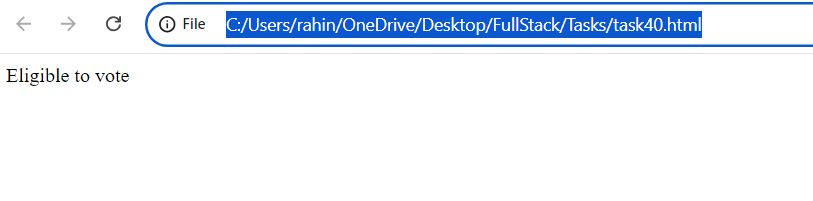 File C:/Users/rahin/OneDrive/Desktop/FullStack/Tasks/task40.html
Eligible to vote